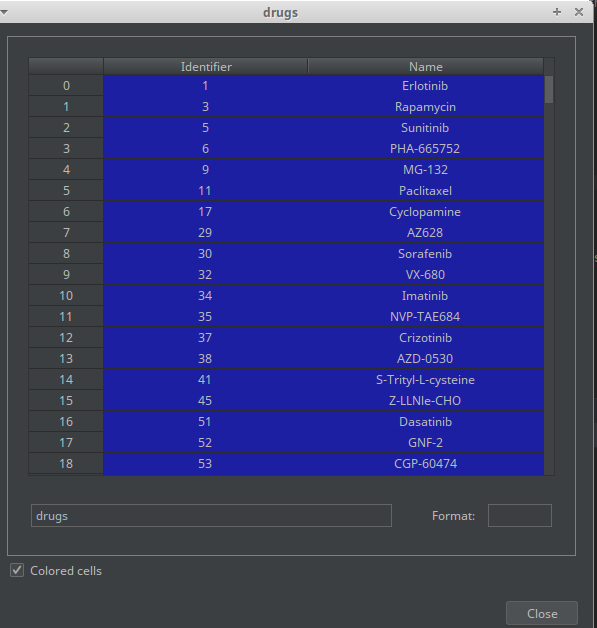 drugs
Identifier Name
0 1 Erlotinib
1 3 Rapamycin
2 5 Sunitinib
3 6 PHA-665752
4 9 MG-132
5 11 Paclitaxel
6 17 Cyclopamine
7 29 AZ628
8 30 Sorafenib
9 32 VX-680
10 34 Imatinib
11 35 NVP-TAE684
12 37 Crizotinib
13 38 AZD-0530
14 41 S-Trityl-L-cysteine
15 45 Z-LLNle-CHO
16 51 Dasatinib
17 52 GNF-2
18 53 CGP-60474
drugs Format:
Colored cells
Close